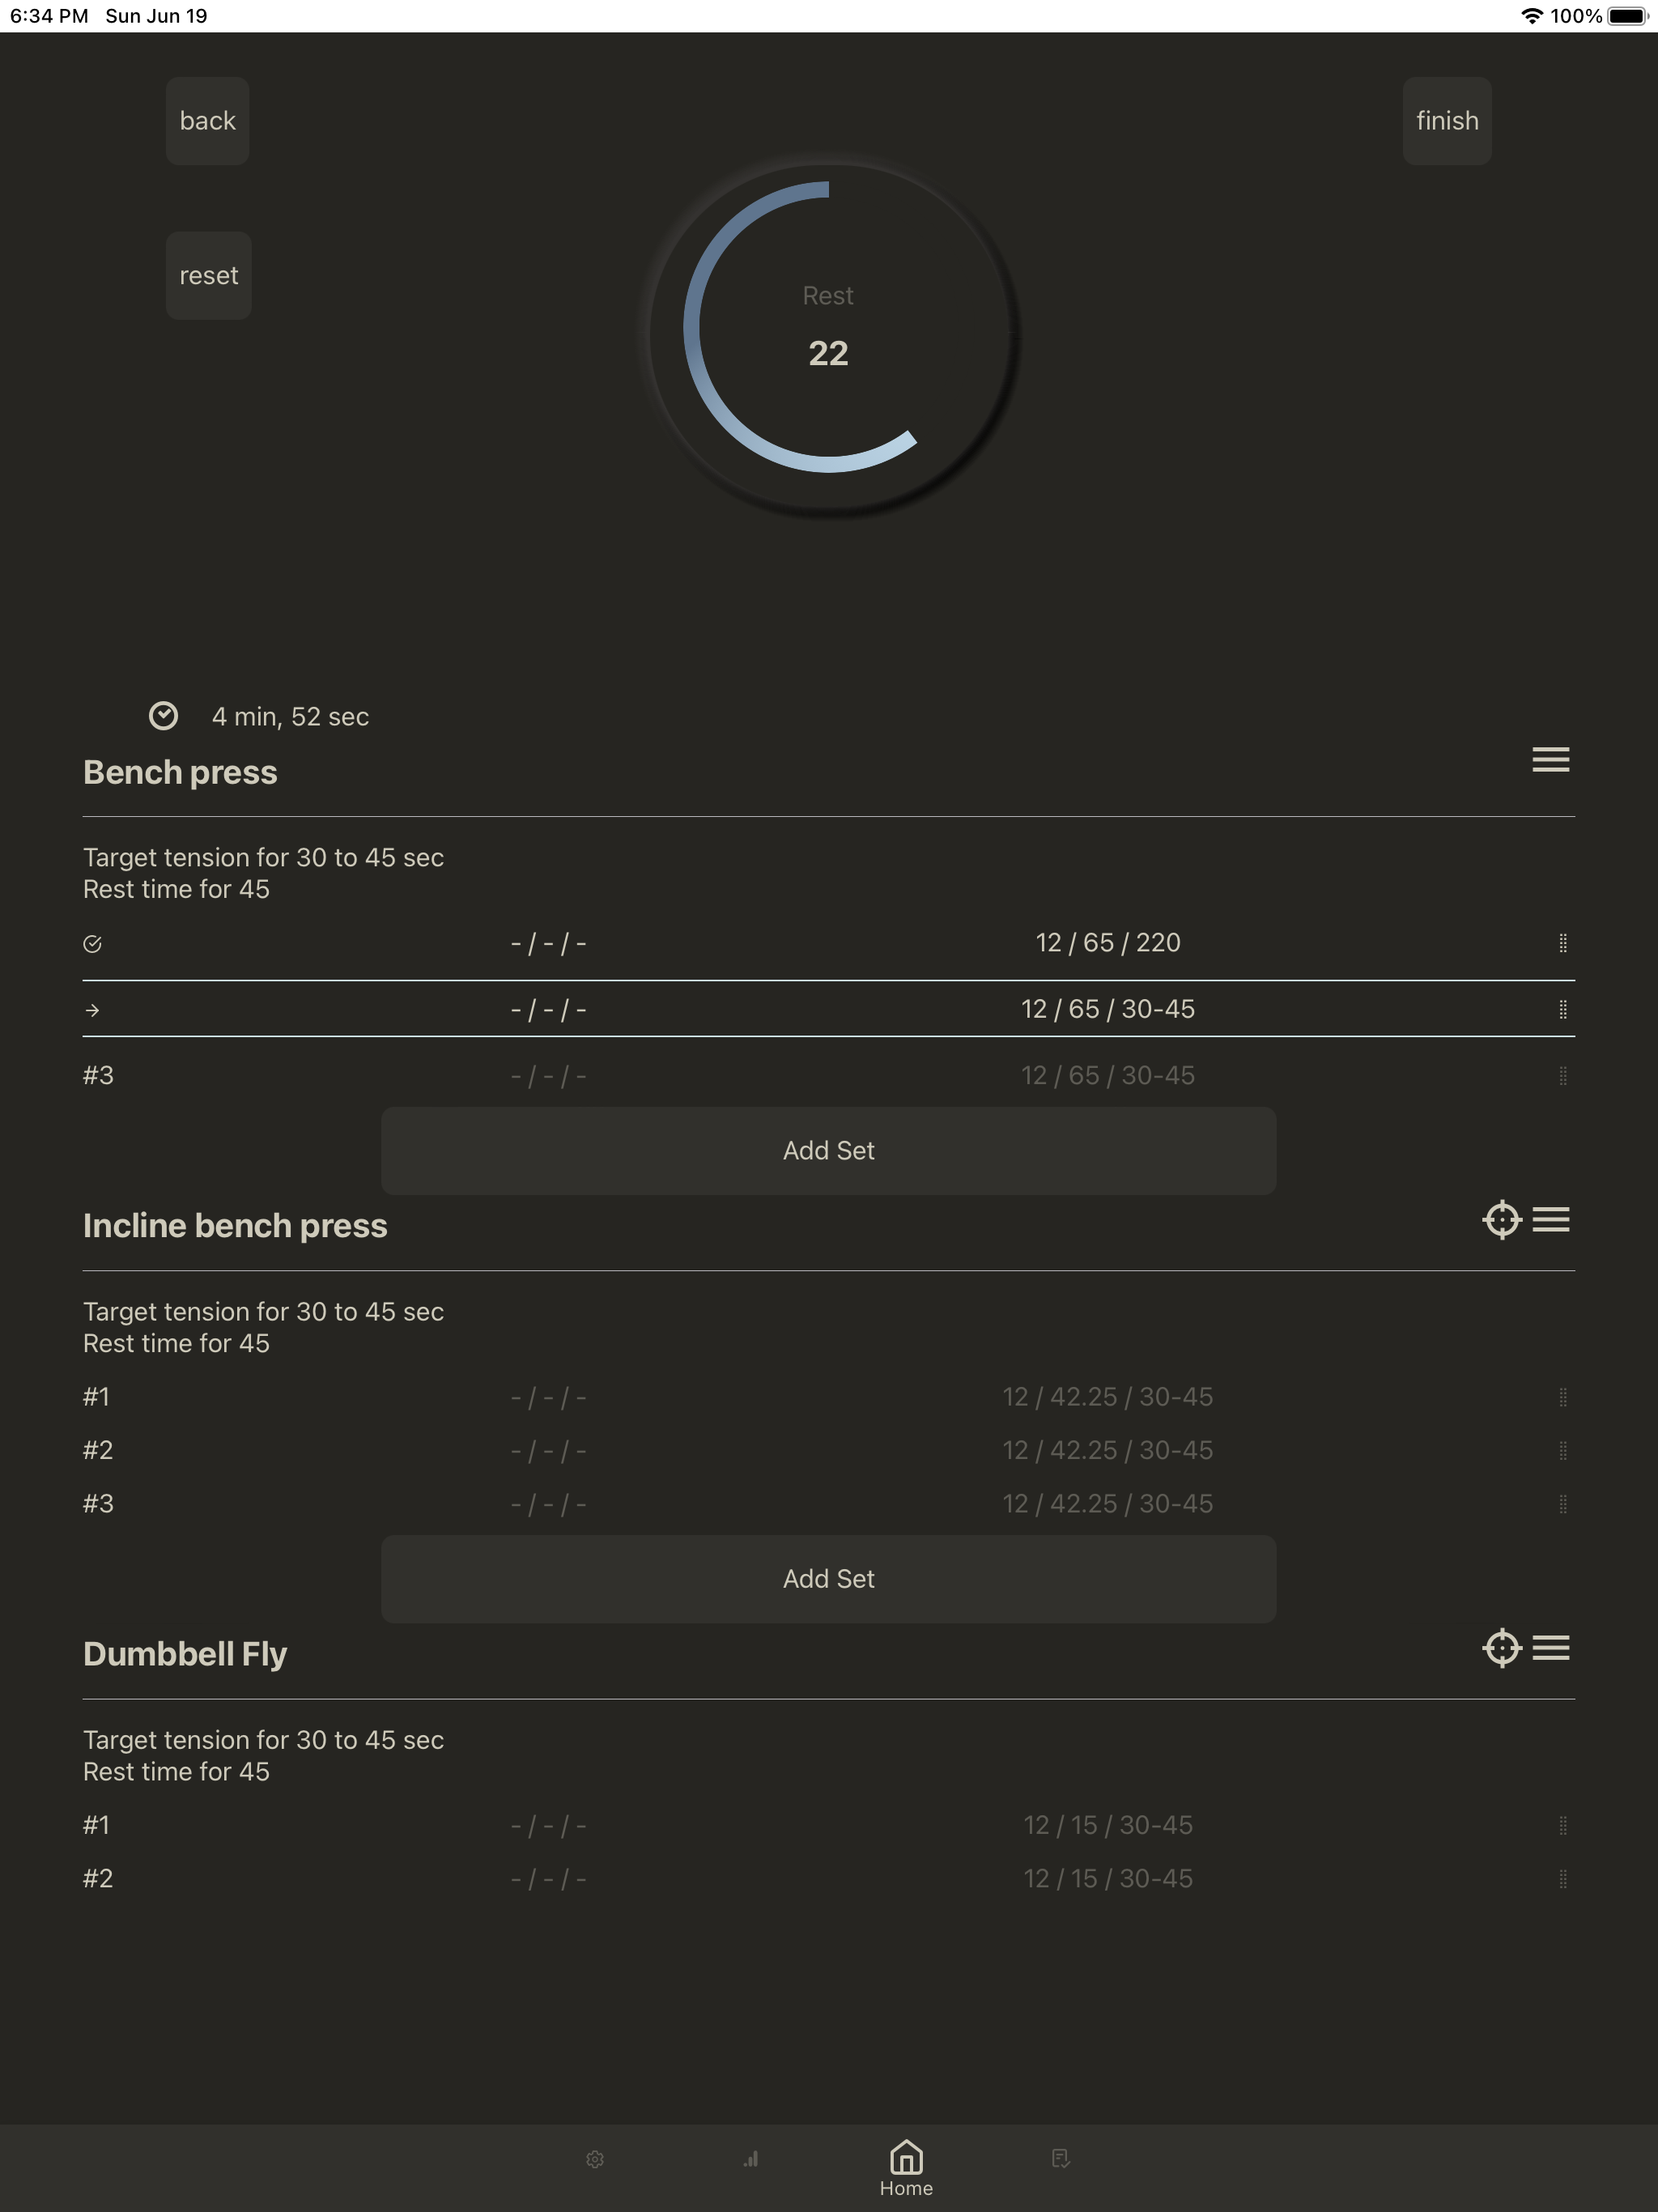 6:34 PM Sun Jun 19 100%
back
finish
reset
Rest
22
4 min, 52 sec
Bench press
Target tension for 30 to 45 sec
Rest time for 45
- / - / - 12 / 65 / 220
- / - / - 12 / 65 / 30-45
#3 - / - / - 12 / 65 / 30-45
Add Set
Incline bench press
Target tension for 30 to 45 sec
Rest time for 45
#1 - / - / - 12 / 42.25 / 30-45
#2 - / - / - 12 / 42.25 / 30-45
#3 - / - / - 12 / 42.25 / 30-45
Add Set
Dumbbell Fly
Target tension for 30 to 45 sec
Rest time for 45
#1 - / - / - 12 / 15 / 30-45
#2 - / - / - 12 / 15 / 30-45
Home